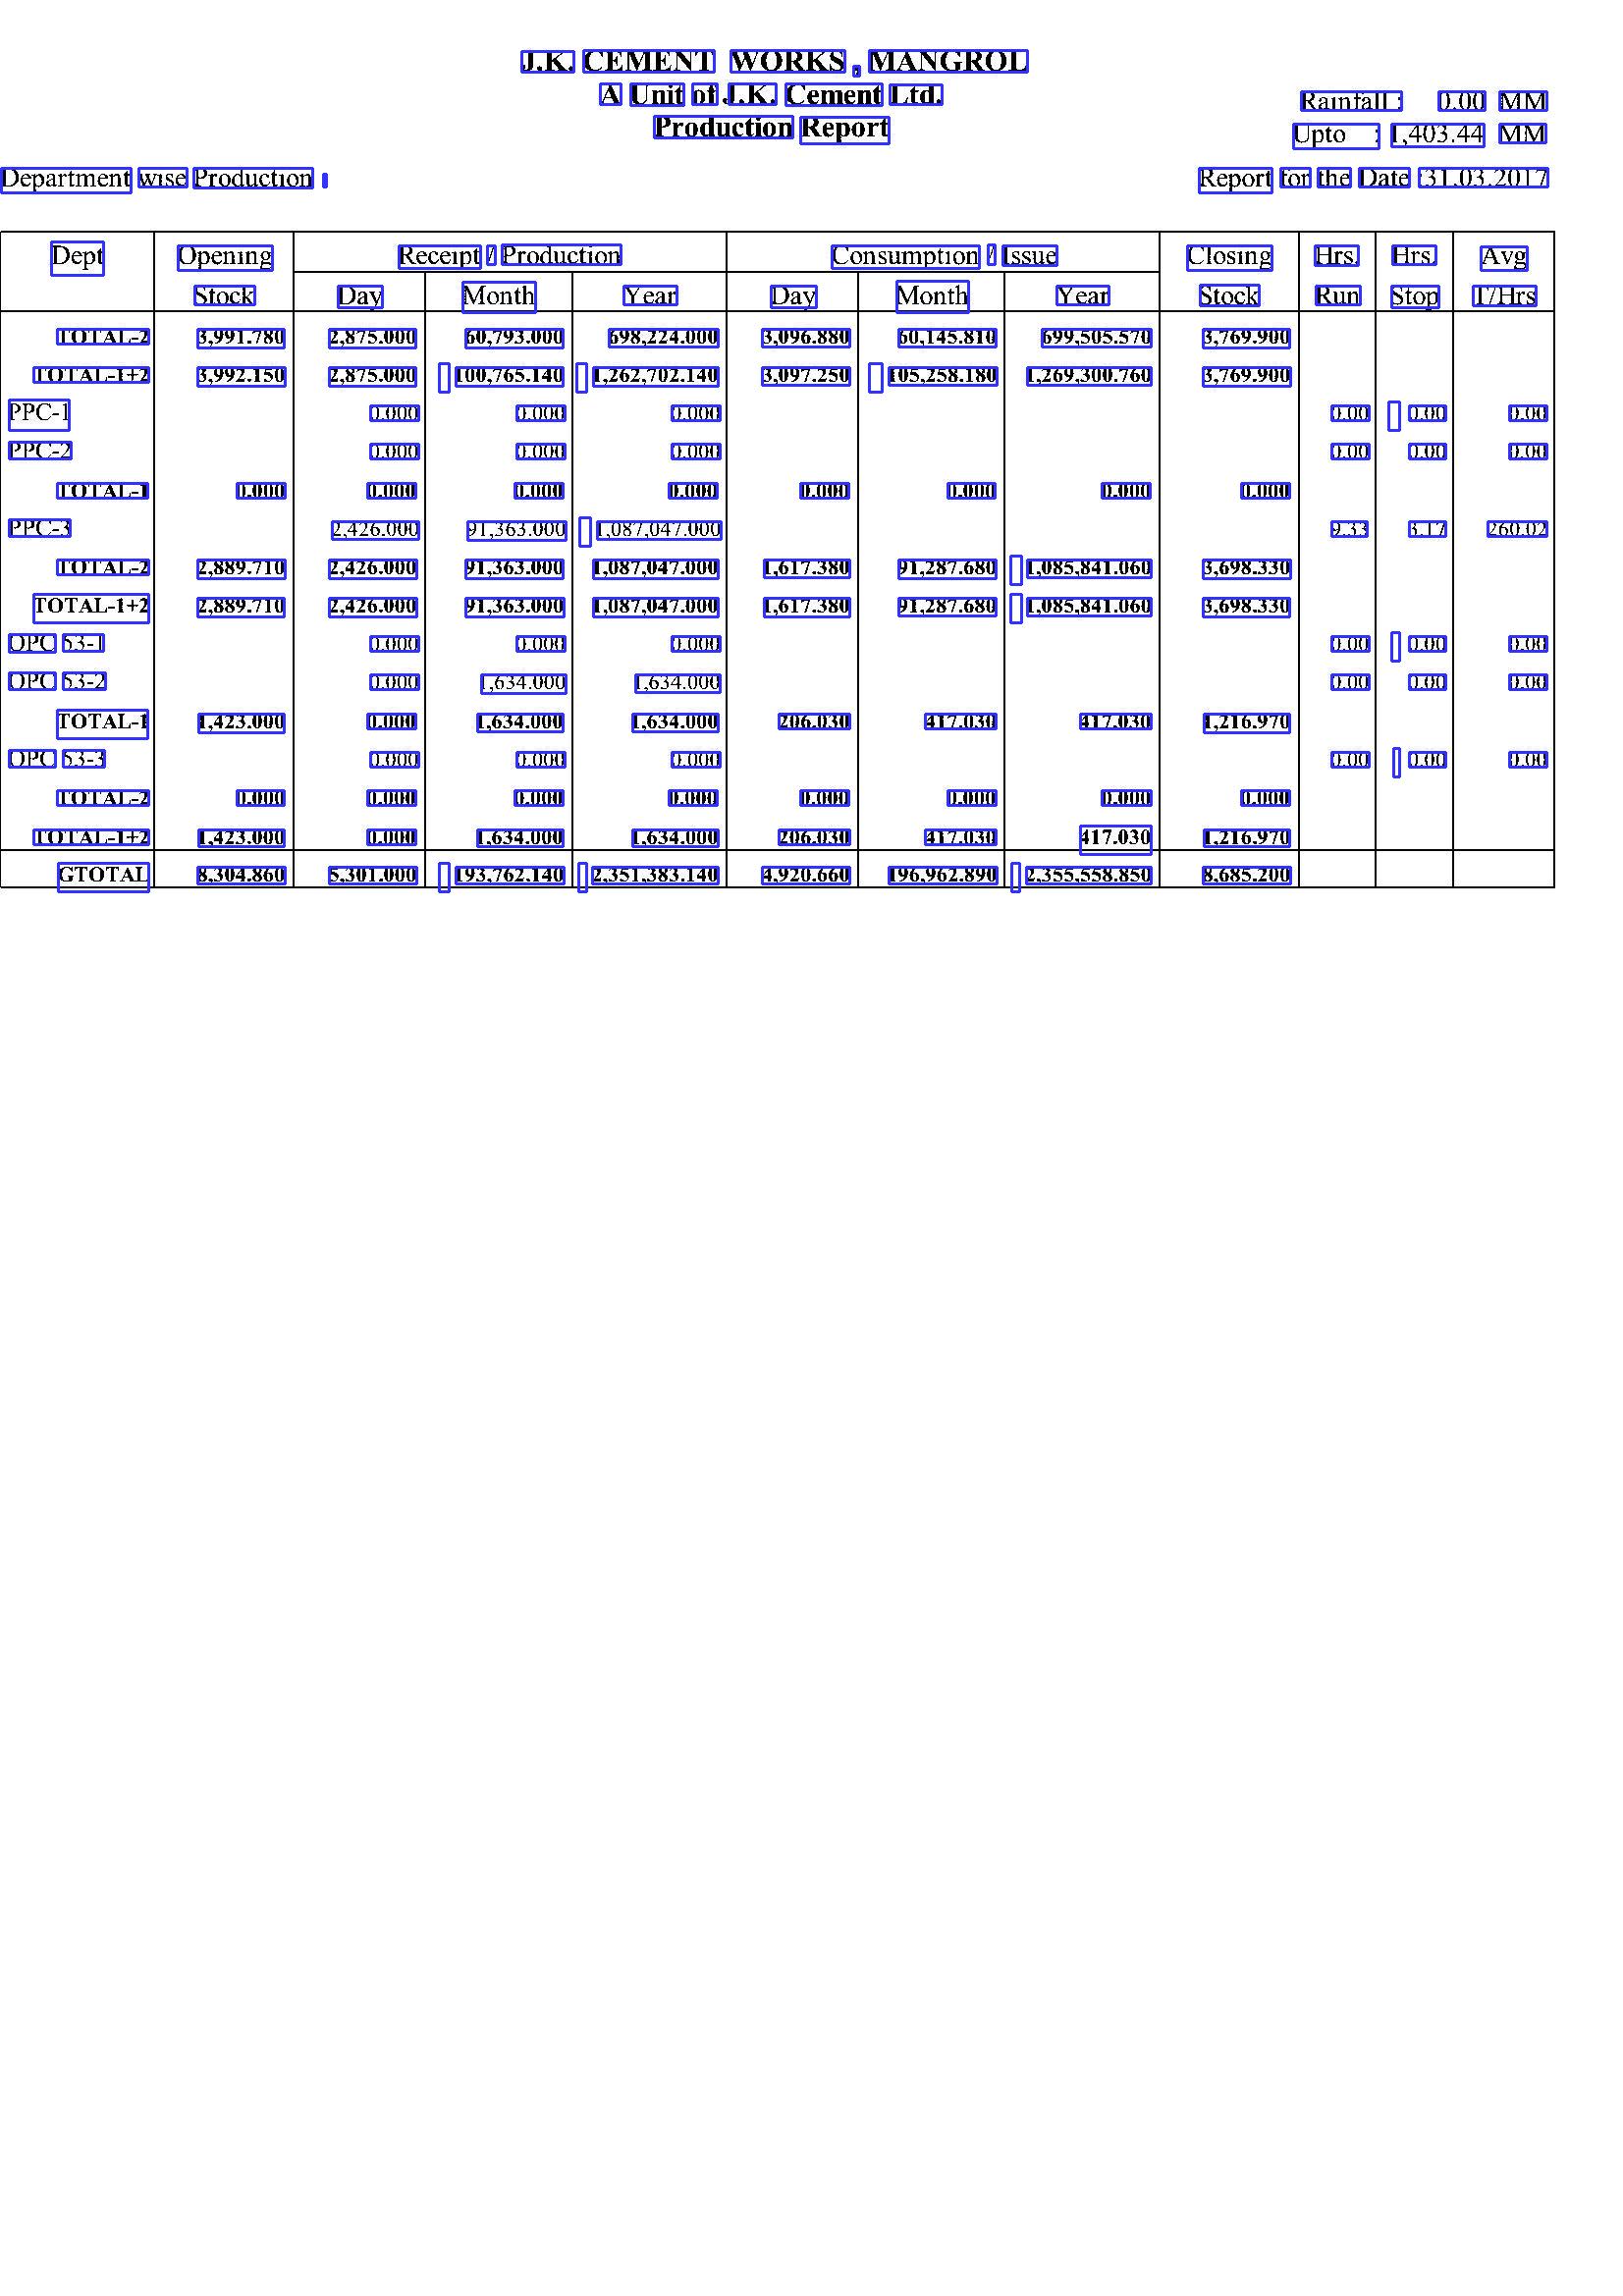 J.K. CEMENT WORKS , MANGROL
A Unit of J.K. Cement Ltd.
Rainfall : 0.00 MM
Production Report
Upto : 1,403.44 MM
Department wise Production : Report for the Date :31.03.2017
Dept Opening Receipt / Production Consumption / Issue Closing Hrs. Hrs. Avg
Stock Day Month Year Day Month Year Stock Run Stop T/Hrs
TOTAL-2 3,991.780 2,875.000 60,793.000 698,224.000 3,096.880 60,145.810 699,505.570 3,769.900
TOTAL-1+2 3,992.150 2,875.000 100,765.140 1,262,702.140 3,097.250 105,258.180 1,269,300.760 3,769.900
PPC-1 0.000 0.000 0.000 0.00 0.00 0.00
PPC-2 0.000 0.000 0.000 0.00 0.00 0.00
TOTAL-1 0.000 0.000 0.000 0.000 0.000 0.000 0.000 0.000
PPC-3 2,426.000 91,363.000 1,087,047.000 9.33 3.17 260.02
TOTAL-2 2,889.710 2,426.000 91,363.000 1,087,047.000 1,617.380 91,287.680 1,085,841.060 3,698.330
TOTAL-1+2 2,889.710 2,426.000 91,363.000 1,087,047.000 1,617.380 91,287.680 1,085,841.060 3,698.330
OPC 53-1 0.000 0.000 0.000 0.00 0.00 0.00
OPC 53-2 0.000 1,634.000 1,634.000 0.00 0.00 0.00
TOTAL-1 1,423.000 0.000 1,634.000 1,634.000 206.030 417.030 417.030 1,216.970
OPC 53-3 0.000 0.000 0.000 0.00 0.00 0.00
TOTAL-2 0.000 0.000 0.000 0.000 0.000 0.000 0.000 0.000
TOTAL-1+2 1,423.000 0.000 1,634.000 1,634.000 206.030 417.030 417.030 1,216.970
GTOTAL 8,304.860 5,301.000 193,762.140 2,351,383.140 4,920.660 196,962.890 2,355,558.850 8,685.200